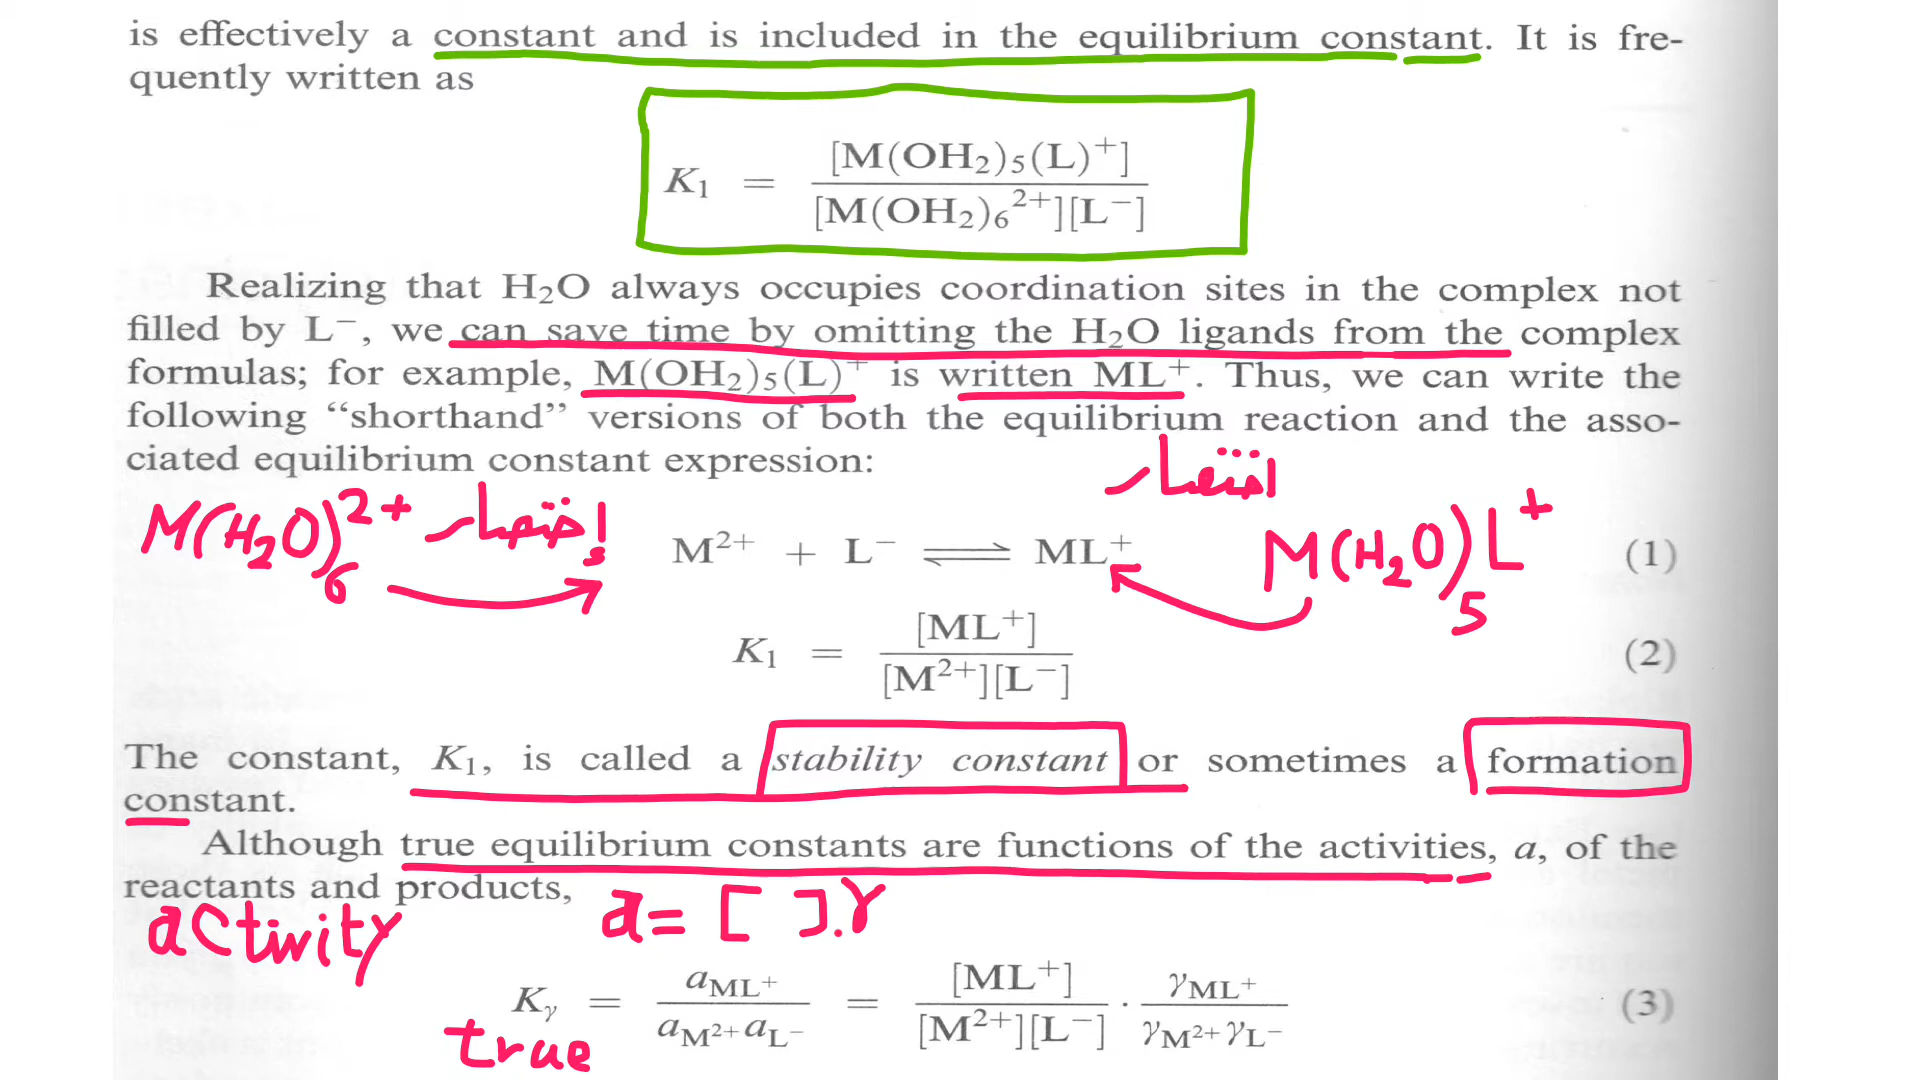 is effectively a constant and is included in the equilibrium constant. It is fre-
quently written as
K₁ = [M(OH₂)₅(L)⁺] / [M(OH₂)₆²⁺][L⁻]
Realizing that H₂O always occupies coordination sites in the complex not
filled by L⁻, we can save time by omitting the H₂O ligands from the complex
formulas; for example, M(OH₂)₅(L)⁺ is written ML⁺. Thus, we can write the
following “shorthand” versions of both the equilibrium reaction and the asso-
ciated equilibrium constant expression:
اختصار
M(H₂O)₆²⁺ إختصار M²⁺ + L⁻ ⇌ ML⁺ M(H₂O)₅L⁺ (1)
K₁ = [ML⁺] / [M²⁺][L⁻] (2)
The constant, K₁, is called a stability constant or sometimes a formation
constant.
Although true equilibrium constants are functions of the activities, a, of the
reactants and products,
activity a = [ ].γ
Kᵧ = a_ML⁺ / a_M²⁺ a_L⁻ = [ML⁺] / [M²⁺][L⁻] · γ_ML⁺ / γ_M²⁺ γ_L⁻ (3)
true